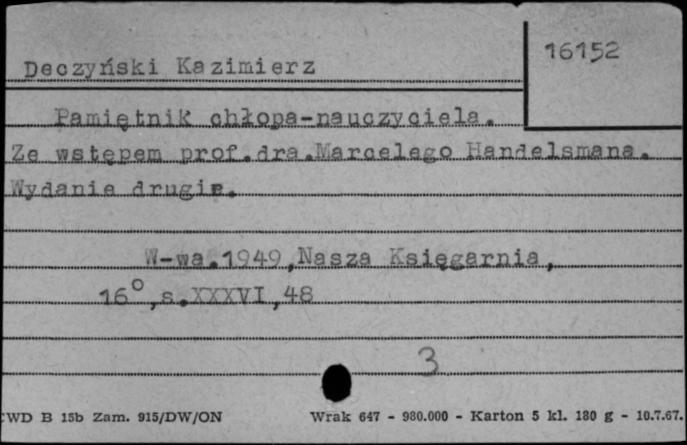 16152
Deczyński Kazimierz
Pamiętnik chłopa-nauczyciela.
Ze wstępem prof.dra.Marcelego Handelsmana.
Wydanie drugie.
W-wa.1949,Nasza Księgarnia,
16°,s.XXXVI,48
3
CWD B 15b Zam. 915/DW/ON Wrak 647 - 980.000 - Karton 5 kl. 180 g - 10.7.67.